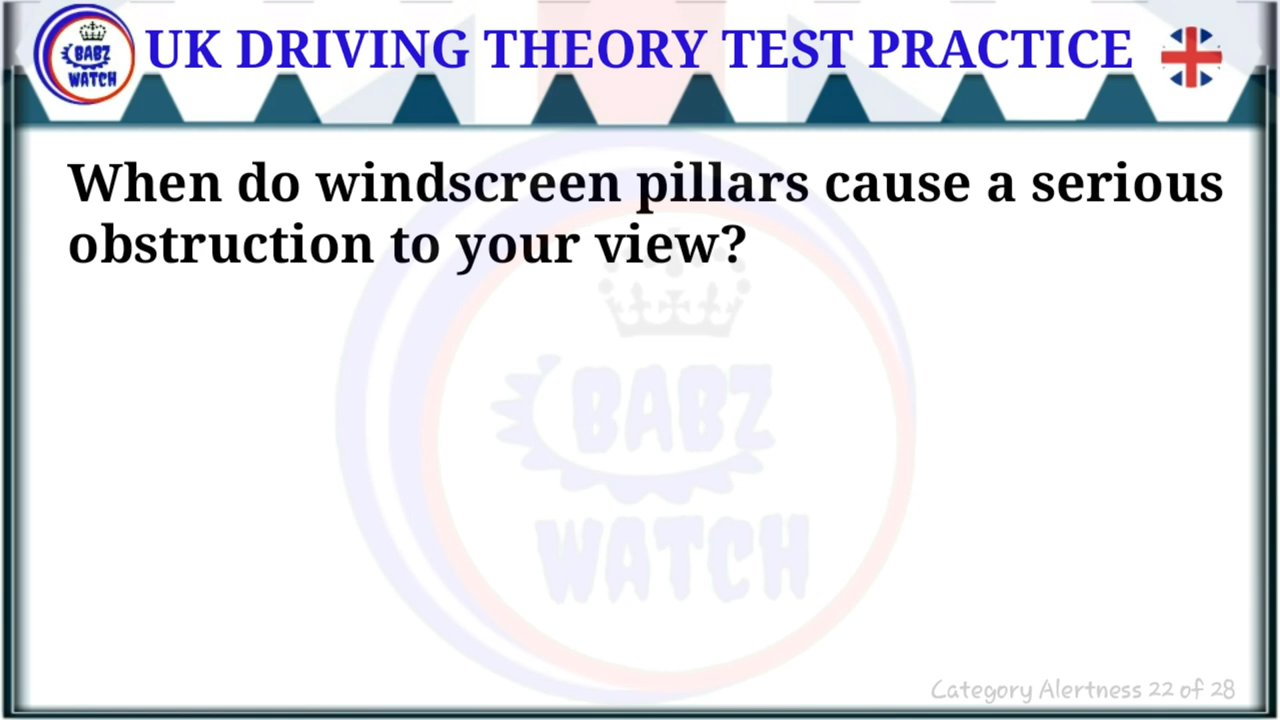 BABZ
WATCH
UK DRIVING THEORY TEST PRACTICE
When do windscreen pillars cause a serious
obstruction to your view?
BABZ
WATCH
Category Alertness 22 of 28